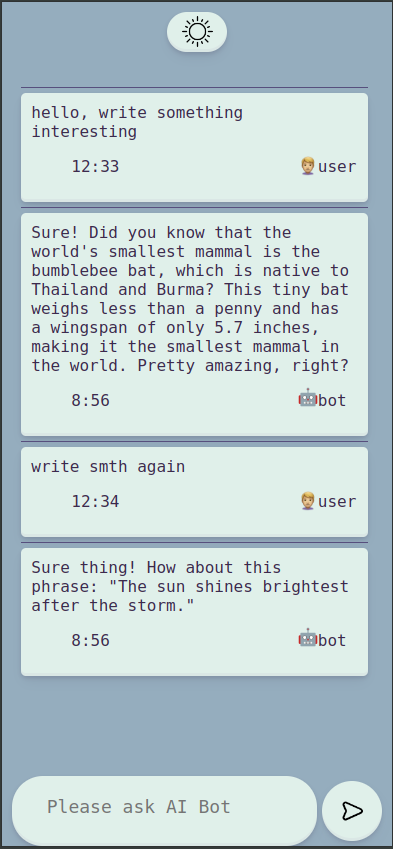 hello, write something
interesting
12:33 user
Sure! Did you know that the
world's smallest mammal is the
bumblebee bat, which is native to
Thailand and Burma? This tiny bat
weighs less than a penny and has
a wingspan of only 5.7 inches,
making it the smallest mammal in
the world. Pretty amazing, right?
8:56 bot
write smth again
12:34 user
Sure thing! How about this
phrase: "The sun shines brightest
after the storm."
8:56 bot
Please ask AI Bot